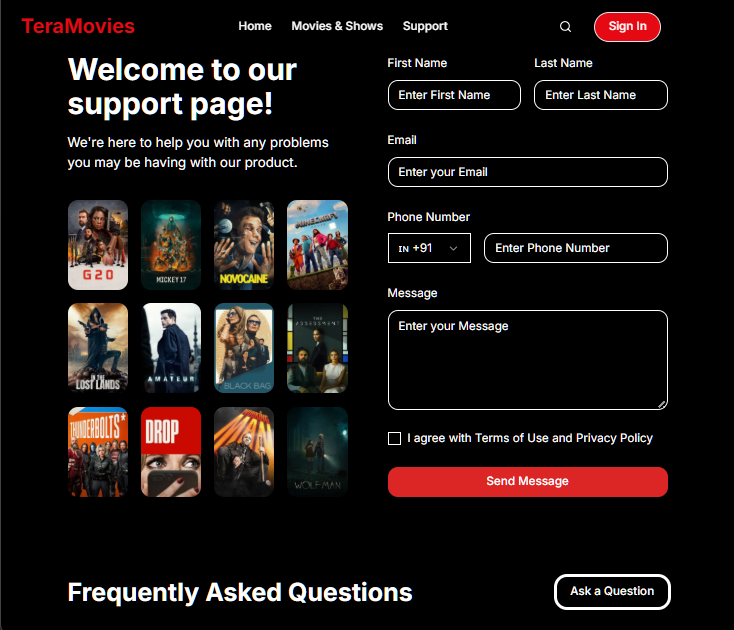 TeraMovies
Home
Movies & Shows
Support
Sign In
Welcome to our
support page!
We're here to help you with any problems
you may be having with our product.
G20
MICKEY 17
NOVOCAINE
MINECRAFT
IN THE
LOST LANDS
AMATEUR
BLACK BAG
THE
ASSESSMENT
THUNDERBOLTS*
DROP
WOLF MAN
First Name
Last Name
Enter First Name
Enter Last Name
Email
Enter your Email
Phone Number
IN +91
Enter Phone Number
Message
Enter your Message
I agree with Terms of Use and Privacy Policy
Send Message
Frequently Asked Questions
Ask a Question